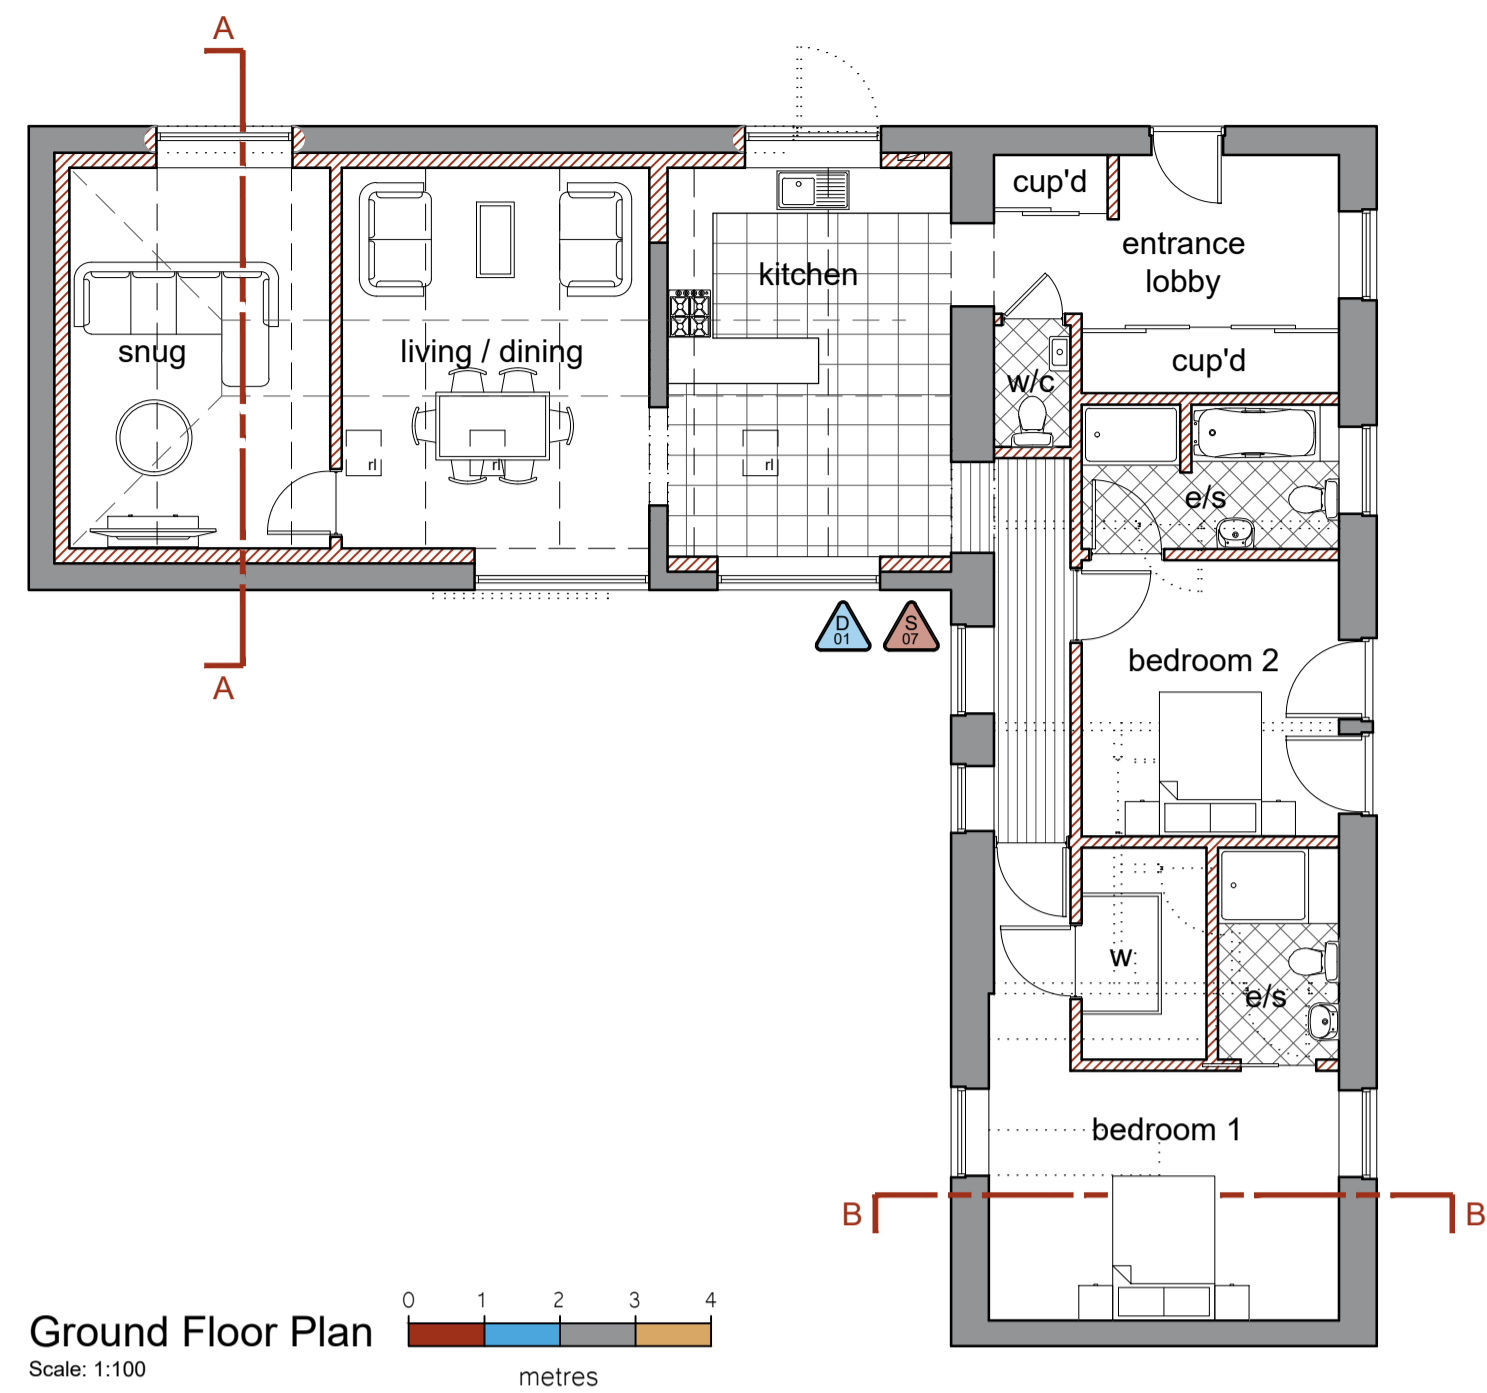 A
cup'd
entrance
lobby
kitchen
snug
living / dining
cup'd
w/c
rl
rl
rl
e/s
D
01
S
07
bedroom 2
A
w
e/s
bedroom 1
B
B
0 1 2 3 4
Ground Floor Plan
Scale: 1:100
metres